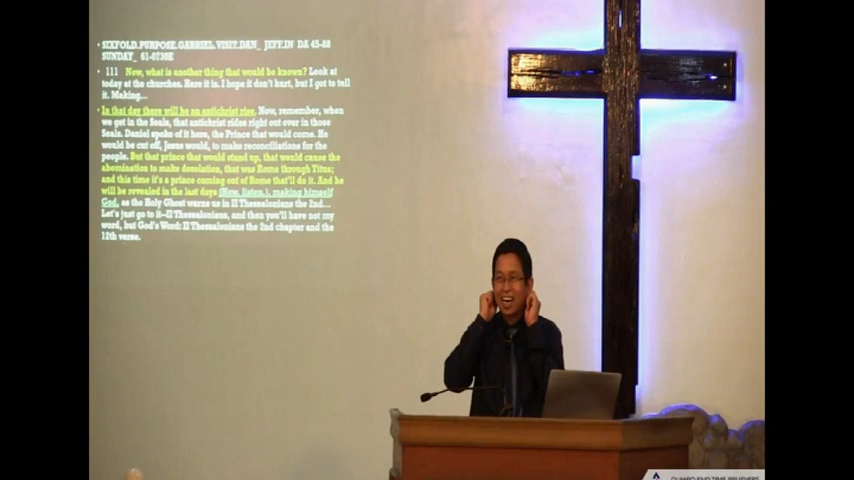 • SIXFOLD.PURPOSE.GABRIEL.VISIT.DAN_ JEFF.IN DA 45-88
SUNDAY_ 61-0730E
• 111 Now, what is another thing that would be known? Look at
today at the churches. Here it is. I hope it don't hurt, but I got to tell
it. Making...
• In that day there will be an antichrist rise. Now, remember, when
we get in the Seals, that antichrist rides right out over in those
Seals. Daniel spoke of it here, the Prince that would come. He
would be cut off, Jesus would, to make reconciliations for the
people. But that prince that would stand up, that would cause the
abomination to make desolation, that was Rome through Titus;
and this time it's a prince coming out of Rome that'll do it. And he
will be revealed in the last days (Now, listen.), making himself
God, as the Holy Ghost warns us in II Thessalonians the 2nd...
Let's just go to it--II Thessalonians, and then you'll have not my
word, but God's Word: II Thessalonians the 2nd chapter and the
12th verse.
END TIME BELIEVERS